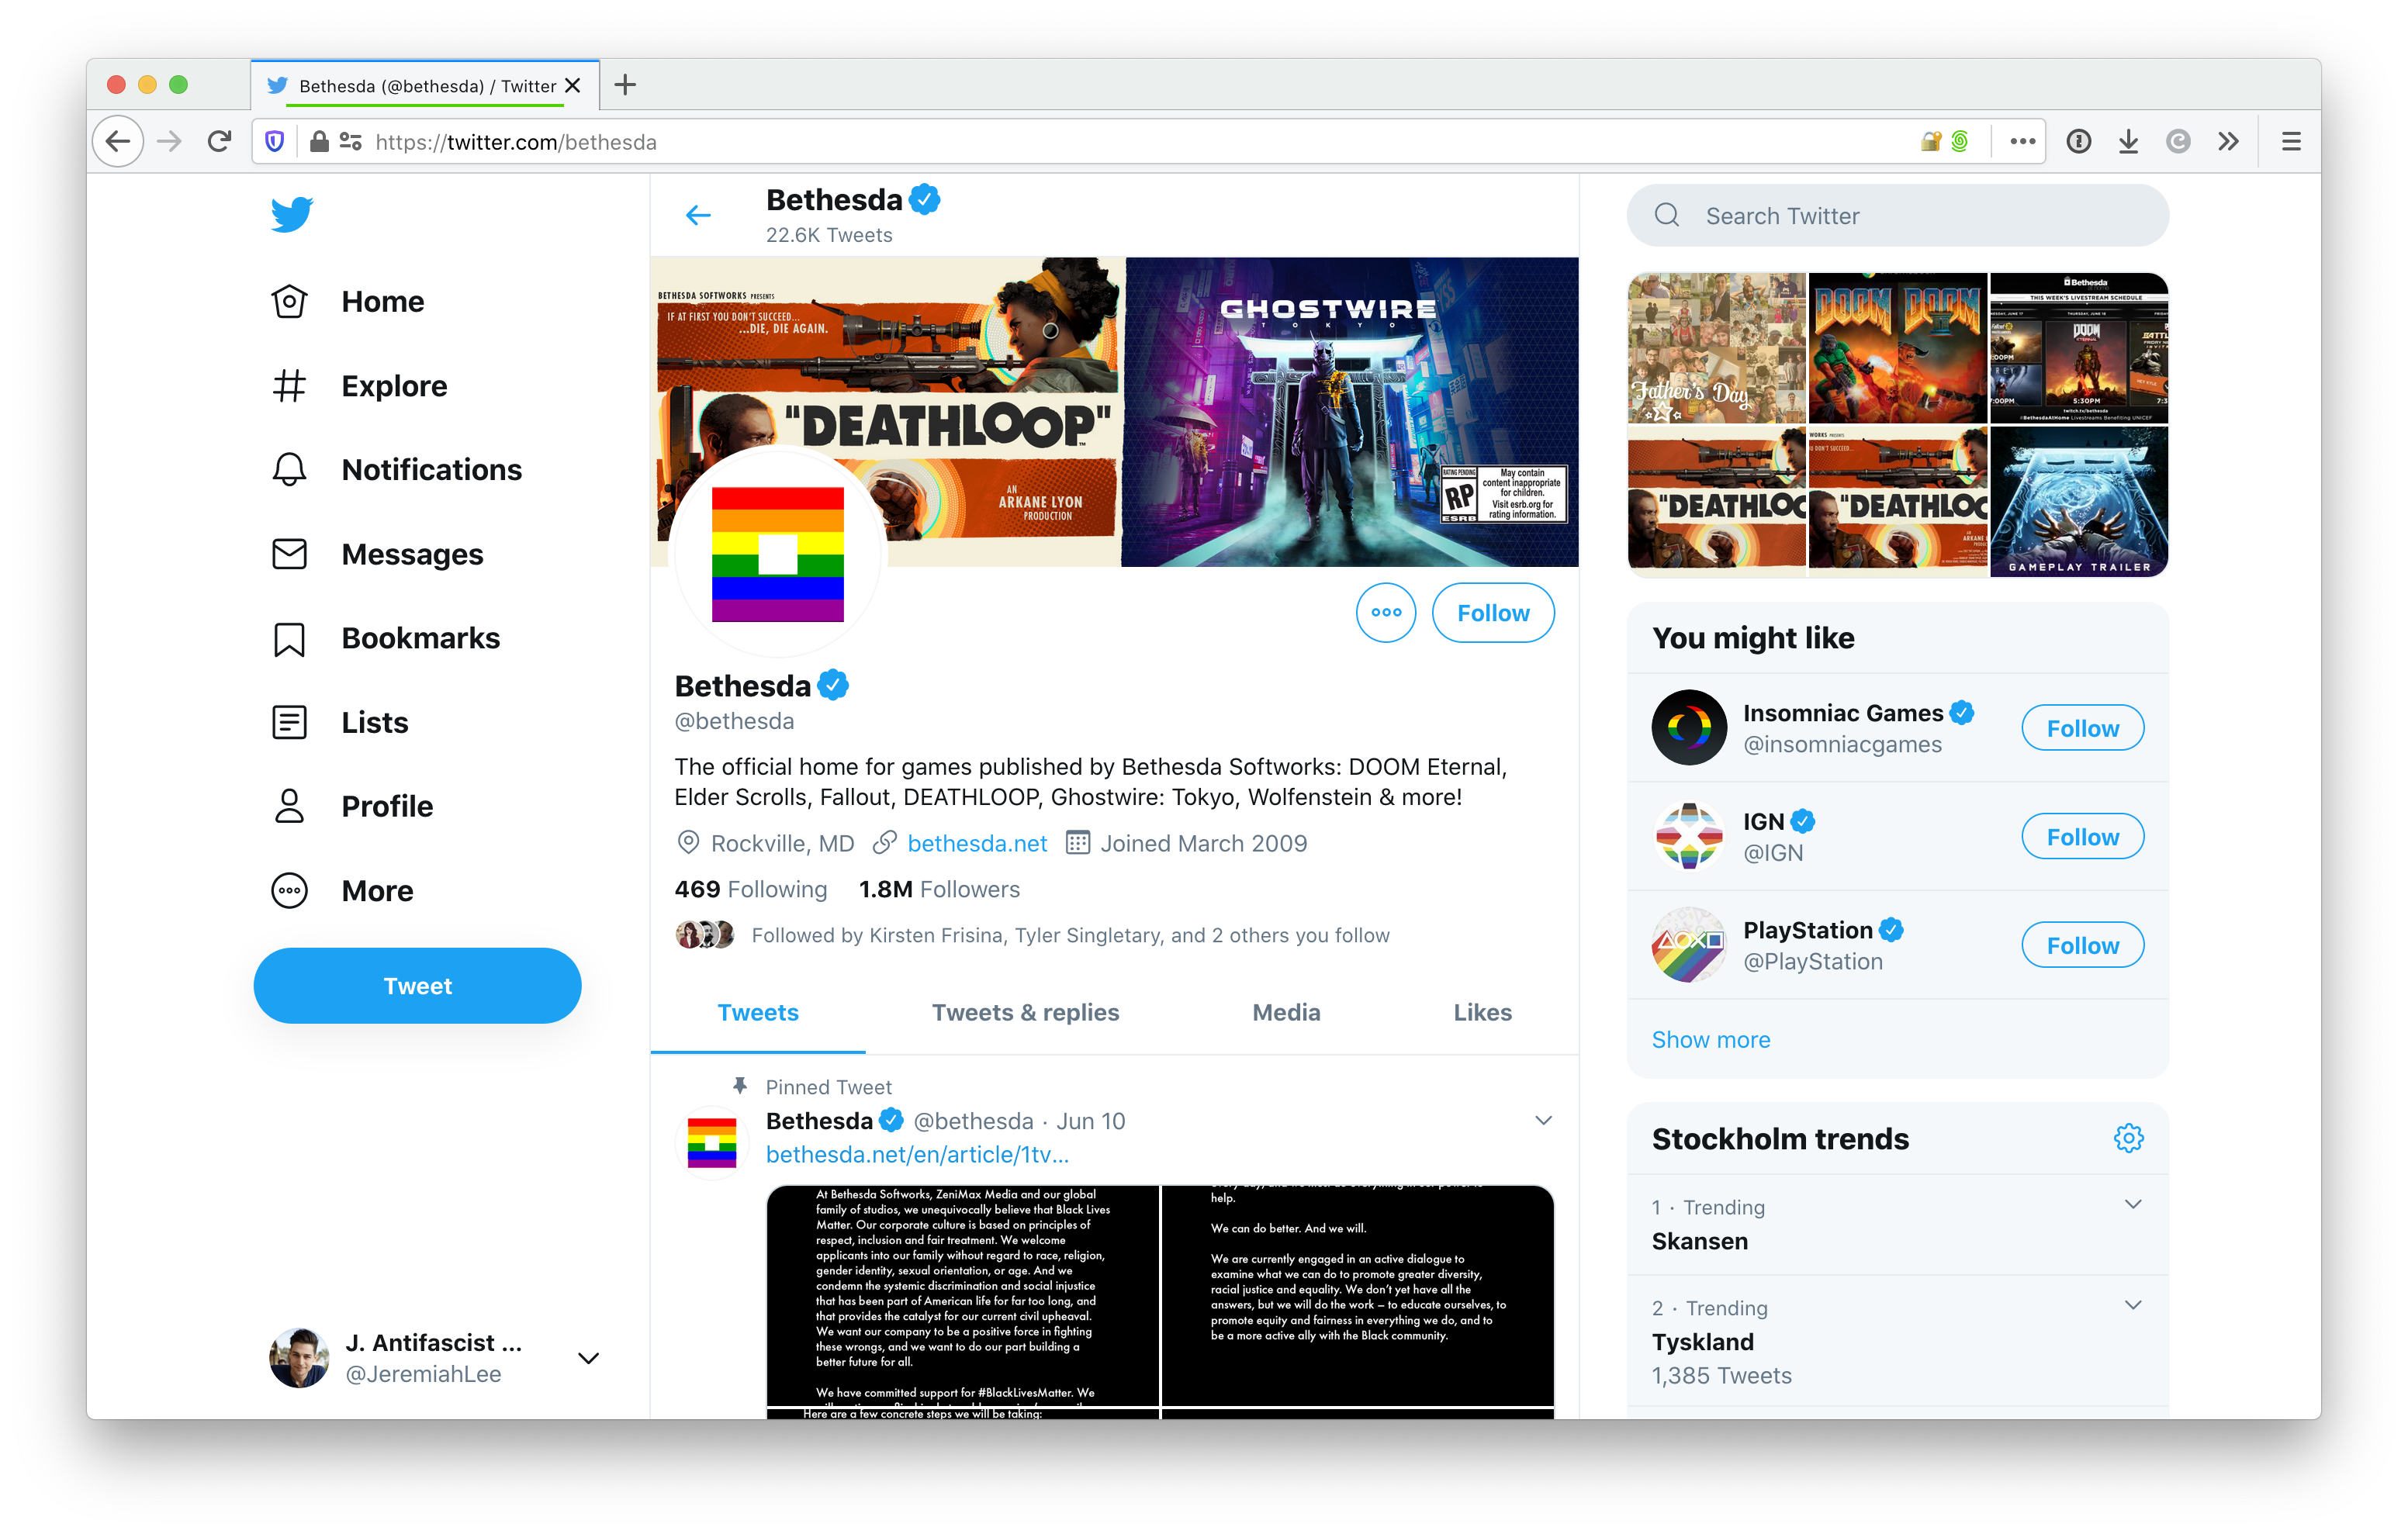 Bethesda (@bethesda) / Twitter
https://twitter.com/bethesda
Home
Explore
Notifications
Messages
Bookmarks
Lists
Profile
More
Tweet
J. Antifascist ...
@JeremiahLee
Bethesda
22.6K Tweets
BETHESDA SOFTWORKS PRESENTS
IF AT FIRST YOU DON'T SUCCEED...
...DIE, DIE AGAIN.
"DEATHLOOP"
AN
ARKANE LYON
PRODUCTION
GHOSTWIRE
TOKYO
RATING PENDING
RP
ESRB
May contain
content inappropriate
for children.
Visit esrb.org for
rating information.
Follow
Bethesda
@bethesda
The official home for games published by Bethesda Softworks: DOOM Eternal,
Elder Scrolls, Fallout, DEATHLOOP, Ghostwire: Tokyo, Wolfenstein & more!
Rockville, MD bethesda.net Joined March 2009
469 Following 1.8M Followers
Followed by Kirsten Frisina, Tyler Singletary, and 2 others you follow
Tweets Tweets & replies Media Likes
Pinned Tweet
Bethesda @bethesda · Jun 10
bethesda.net/en/article/1tv...
At Bethesda Softworks, ZeniMax Media and our global
family of studios, we unequivocally believe that Black Lives
Matter. Our corporate culture is based on principles of
respect, inclusion and fair treatment. We welcome
applicants into our family without regard to race, religion,
gender identity, sexual orientation, or age. And we
condemn the systemic discrimination and social injustice
that has been part of American life for far too long, and
that provides the catalyst for our current civil upheaval.
We want our company to be a positive force in fighting
these wrongs, and we want to do our part building a
better future for all.
We have committed support for #BlackLivesMatter. We
Here are a few concrete steps we will be taking:
help.
We can do better. And we will.
We are currently engaged in an active dialogue to
examine what we can do to promote greater diversity,
racial justice and equality. We don't yet have all the
answers, but we will do the work – to educate ourselves, to
promote equity and fairness in everything we do, and to
be a more active ally with the Black community.
Search Twitter
Father's Day
DOOM DOOM
Bethesda
THIS WEEK'S LIVESTREAM SCHEDULE
THURSDAY, JUNE 18
DOOM
5:30PM
twitch.tv/bethesda
#BethesdaAtHome Livestreams Benefiting UNICEF
"DEATHLOO
"DEATHLOO
GAMEPLAY TRAILER
You might like
Insomniac Games
@insomniacgames
Follow
IGN
@IGN
Follow
PlayStation
@PlayStation
Follow
Show more
Stockholm trends
1 · Trending
Skansen
2 · Trending
Tyskland
1,385 Tweets